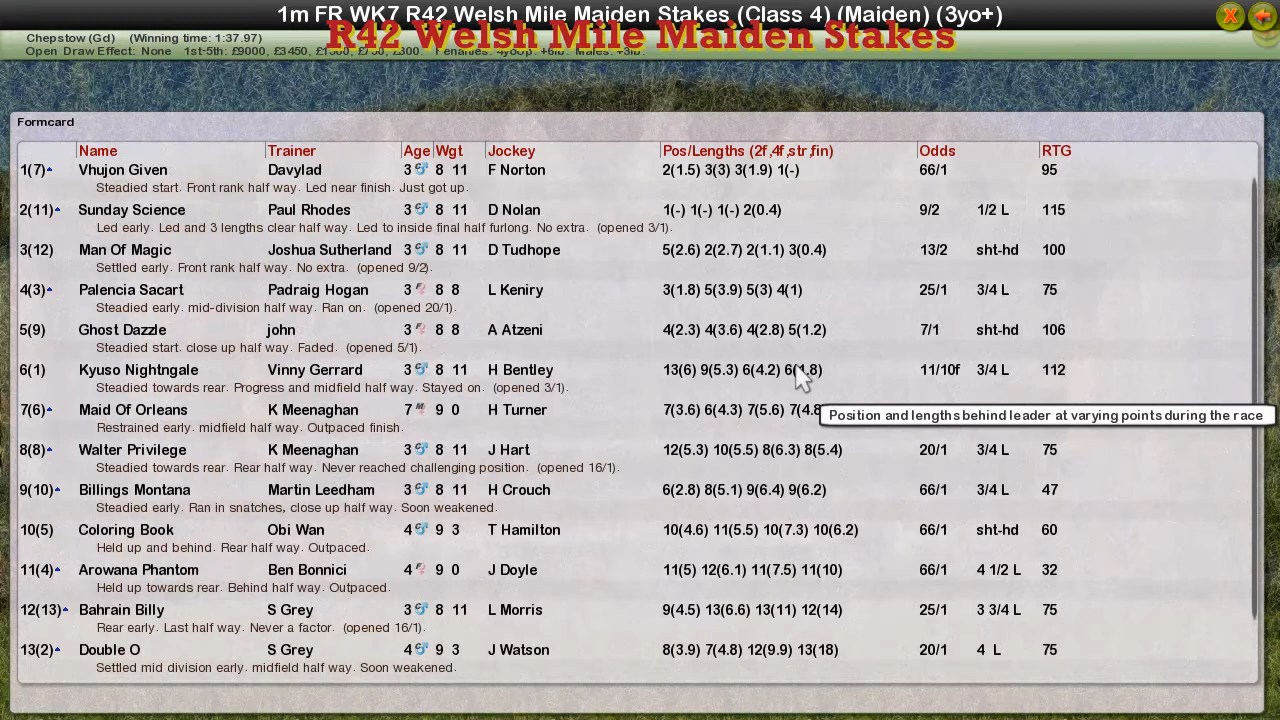 1m FR WK7 R42 Welsh Mile Maiden Stakes (Class 4) (Maiden) (3yo+)
R42 Welsh Mile Maiden Stakes
Chepstow (Gd) (Winning time: 1:37.97)
Open Draw Effect: None 1st-5th: £9000, £3450, Penalties: 4yoUp: +6lb. Males: +3lb.
Formcard
Name Trainer Age Wgt Jockey Pos/Lengths (2f,4f,str,fin) Odds RTG
1(7) Vhujon Given Davylad 3 8 11 F Norton 2(1.5) 3(3) 3(1.9) 1(-) 66/1 95
Steadied start. Front rank half way. Led near finish. Just got up.
2(11) Sunday Science Paul Rhodes 3 8 11 D Nolan 1(-) 1(-) 1(-) 2(0.4) 9/2 1/2 L 115
Led early. Led and 3 lengths clear half way. Led to inside final half furlong. No extra. (opened 3/1).
3(12) Man Of Magic Joshua Sutherland 3 8 11 D Tudhope 5(2.6) 2(2.7) 2(1.1) 3(0.4) 13/2 sht-hd 100
Settled early. Front rank half way. No extra. (opened 9/2).
4(3) Palencia Sacart Padraig Hogan 3 8 8 L Keniry 3(1.8) 5(3.9) 5(3) 4(1) 25/1 3/4 L 75
Steadied early. mid-division half way. Ran on. (opened 20/1).
5(9) Ghost Dazzle john 3 8 8 A Atzeni 4(2.3) 4(3.6) 4(2.8) 5(1.2) 7/1 sht-hd 106
Steadied start. close up half way. Faded. (opened 5/1).
6(1) Kyuso Nightngale Vinny Gerrard 3 8 11 H Bentley 13(6) 9(5.3) 6(4.2) 11/10f 3/4 L 112
Steadied towards rear. Progress and midfield half way. Stayed on. (opened 3/1).
7(6) Maid Of Orleans K Meenaghan 7 9 0 H Turner 7(3.6) 6(4.3) 7(5.6) 7(4.8
Position and lengths behind leader at varying points during the race
Restrained early. midfield half way. Outpaced finish.
8(8) Walter Privilege K Meenaghan 3 8 11 J Hart 12(5.3) 10(5.5) 8(6.3) 8(5.4) 20/1 3/4 L 75
Steadied towards rear. Rear half way. Never reached challenging position. (opened 16/1).
9(10) Billings Montana Martin Leedham 3 8 11 H Crouch 6(2.8) 8(5.1) 9(6.4) 9(6.2) 66/1 3/4 L 47
Steadied early. Ran in snatches, close up half way. Soon weakened.
10(5) Coloring Book Obi Wan 4 9 3 T Hamilton 10(4.6) 11(5.5) 10(7.3) 10(6.2) 66/1 sht-hd 60
Held up and behind. Rear half way. Outpaced.
11(4) Arowana Phantom Ben Bonnici 4 9 0 J Doyle 11(5) 12(6.1) 11(7.5) 11(10) 66/1 4 1/2 L 32
Held up towards rear. Behind half way. Outpaced.
12(13) Bahrain Billy S Grey 3 8 11 L Morris 9(4.5) 13(6.6) 13(11) 12(14) 25/1 3 3/4 L 75
Rear early. Last half way. Never a factor. (opened 16/1).
13(2) Double O S Grey 4 9 3 J Watson 8(3.9) 7(4.8) 12(9.9) 13(18) 20/1 4 L 75
Settled mid division early. midfield half way. Soon weakened.